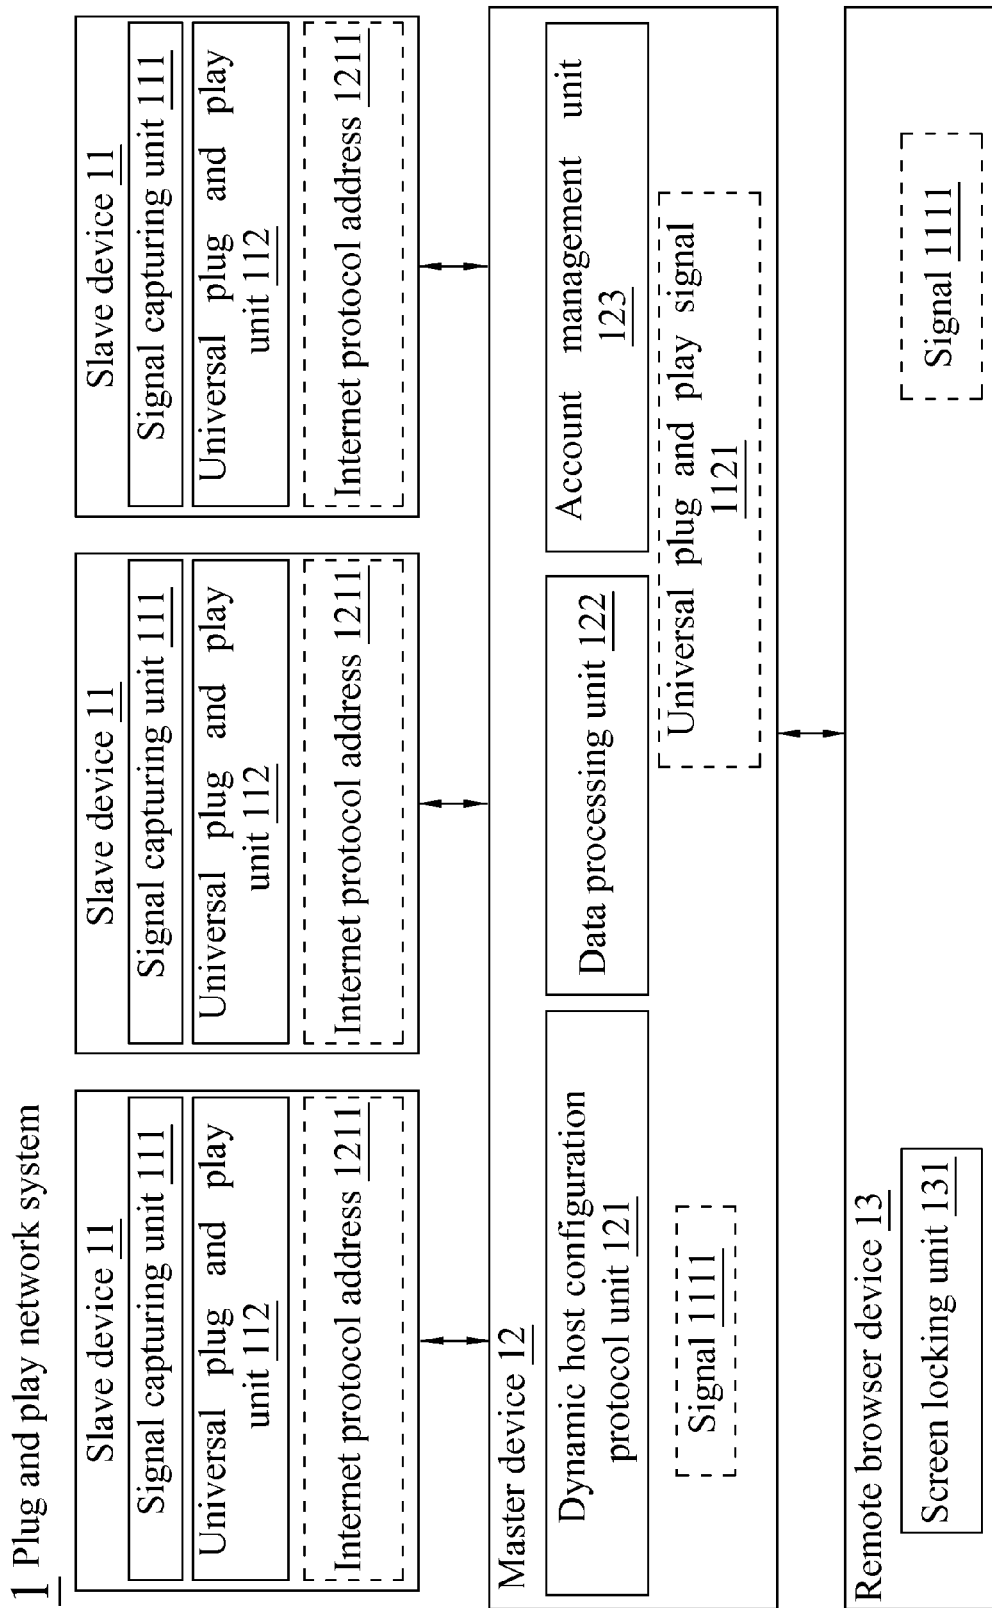 1 Plug and play network system
Slave device 11
Signal capturing unit 111
Universal plug and play
unit 112
Internet protocol address 1211
Slave device 11
Signal capturing unit 111
Universal plug and play
unit 112
Internet protocol address 1211
Slave device 11
Signal capturing unit 111
Universal plug and play
unit 112
Internet protocol address 1211
Master device 12
Dynamic host configuration
protocol unit 121
Data processing unit 122
Account management unit
123
Signal 1111
Universal plug and play signal
1121
Remote browser device 13
Screen locking unit 131
Signal 1111